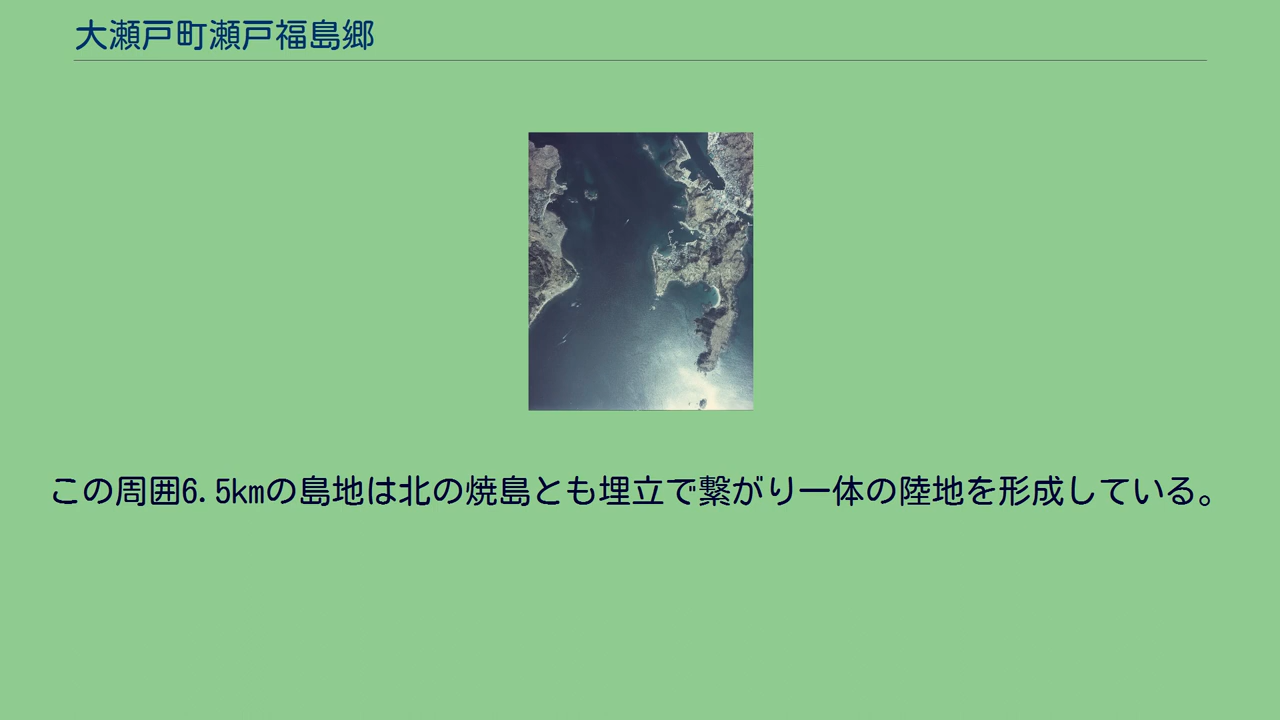 大瀬戸町瀬戸福島郷
この周囲6.5kmの島地は北の焼島とも埋立で繋がり一体の陸地を形成している。